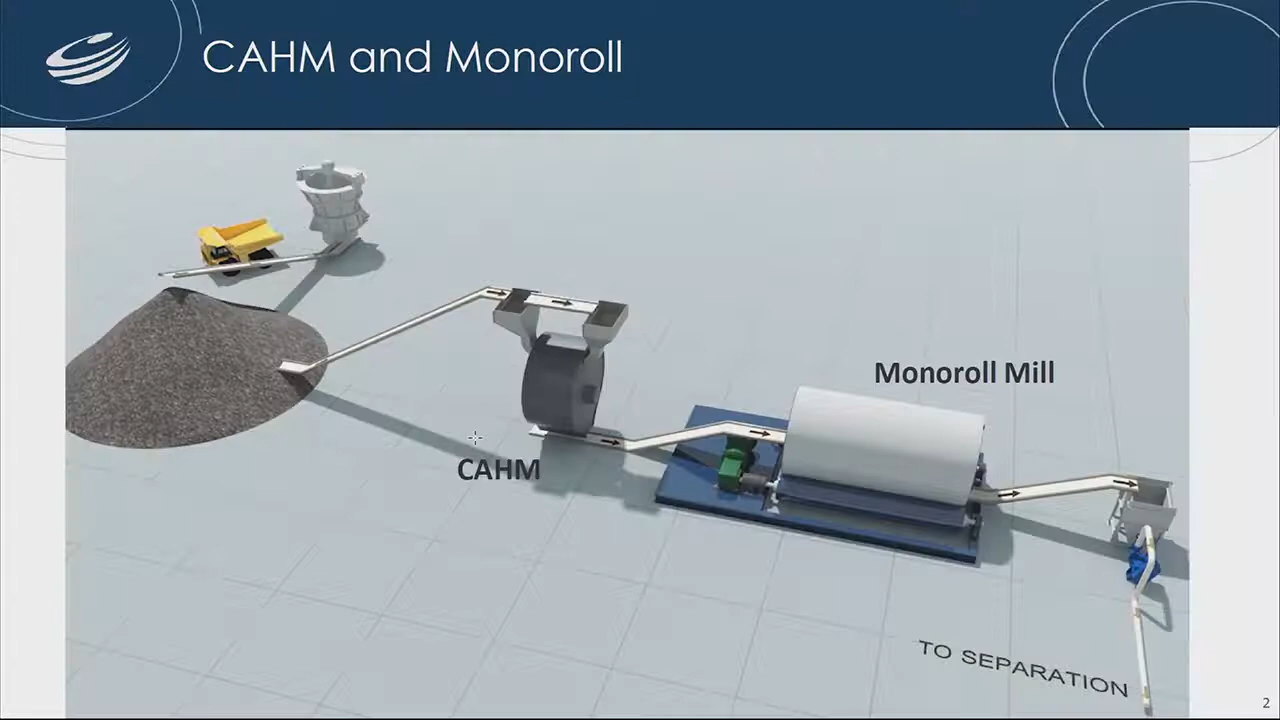 CAHM and Monoroll
Monoroll Mill
CAHM
TO SEPARATION
2